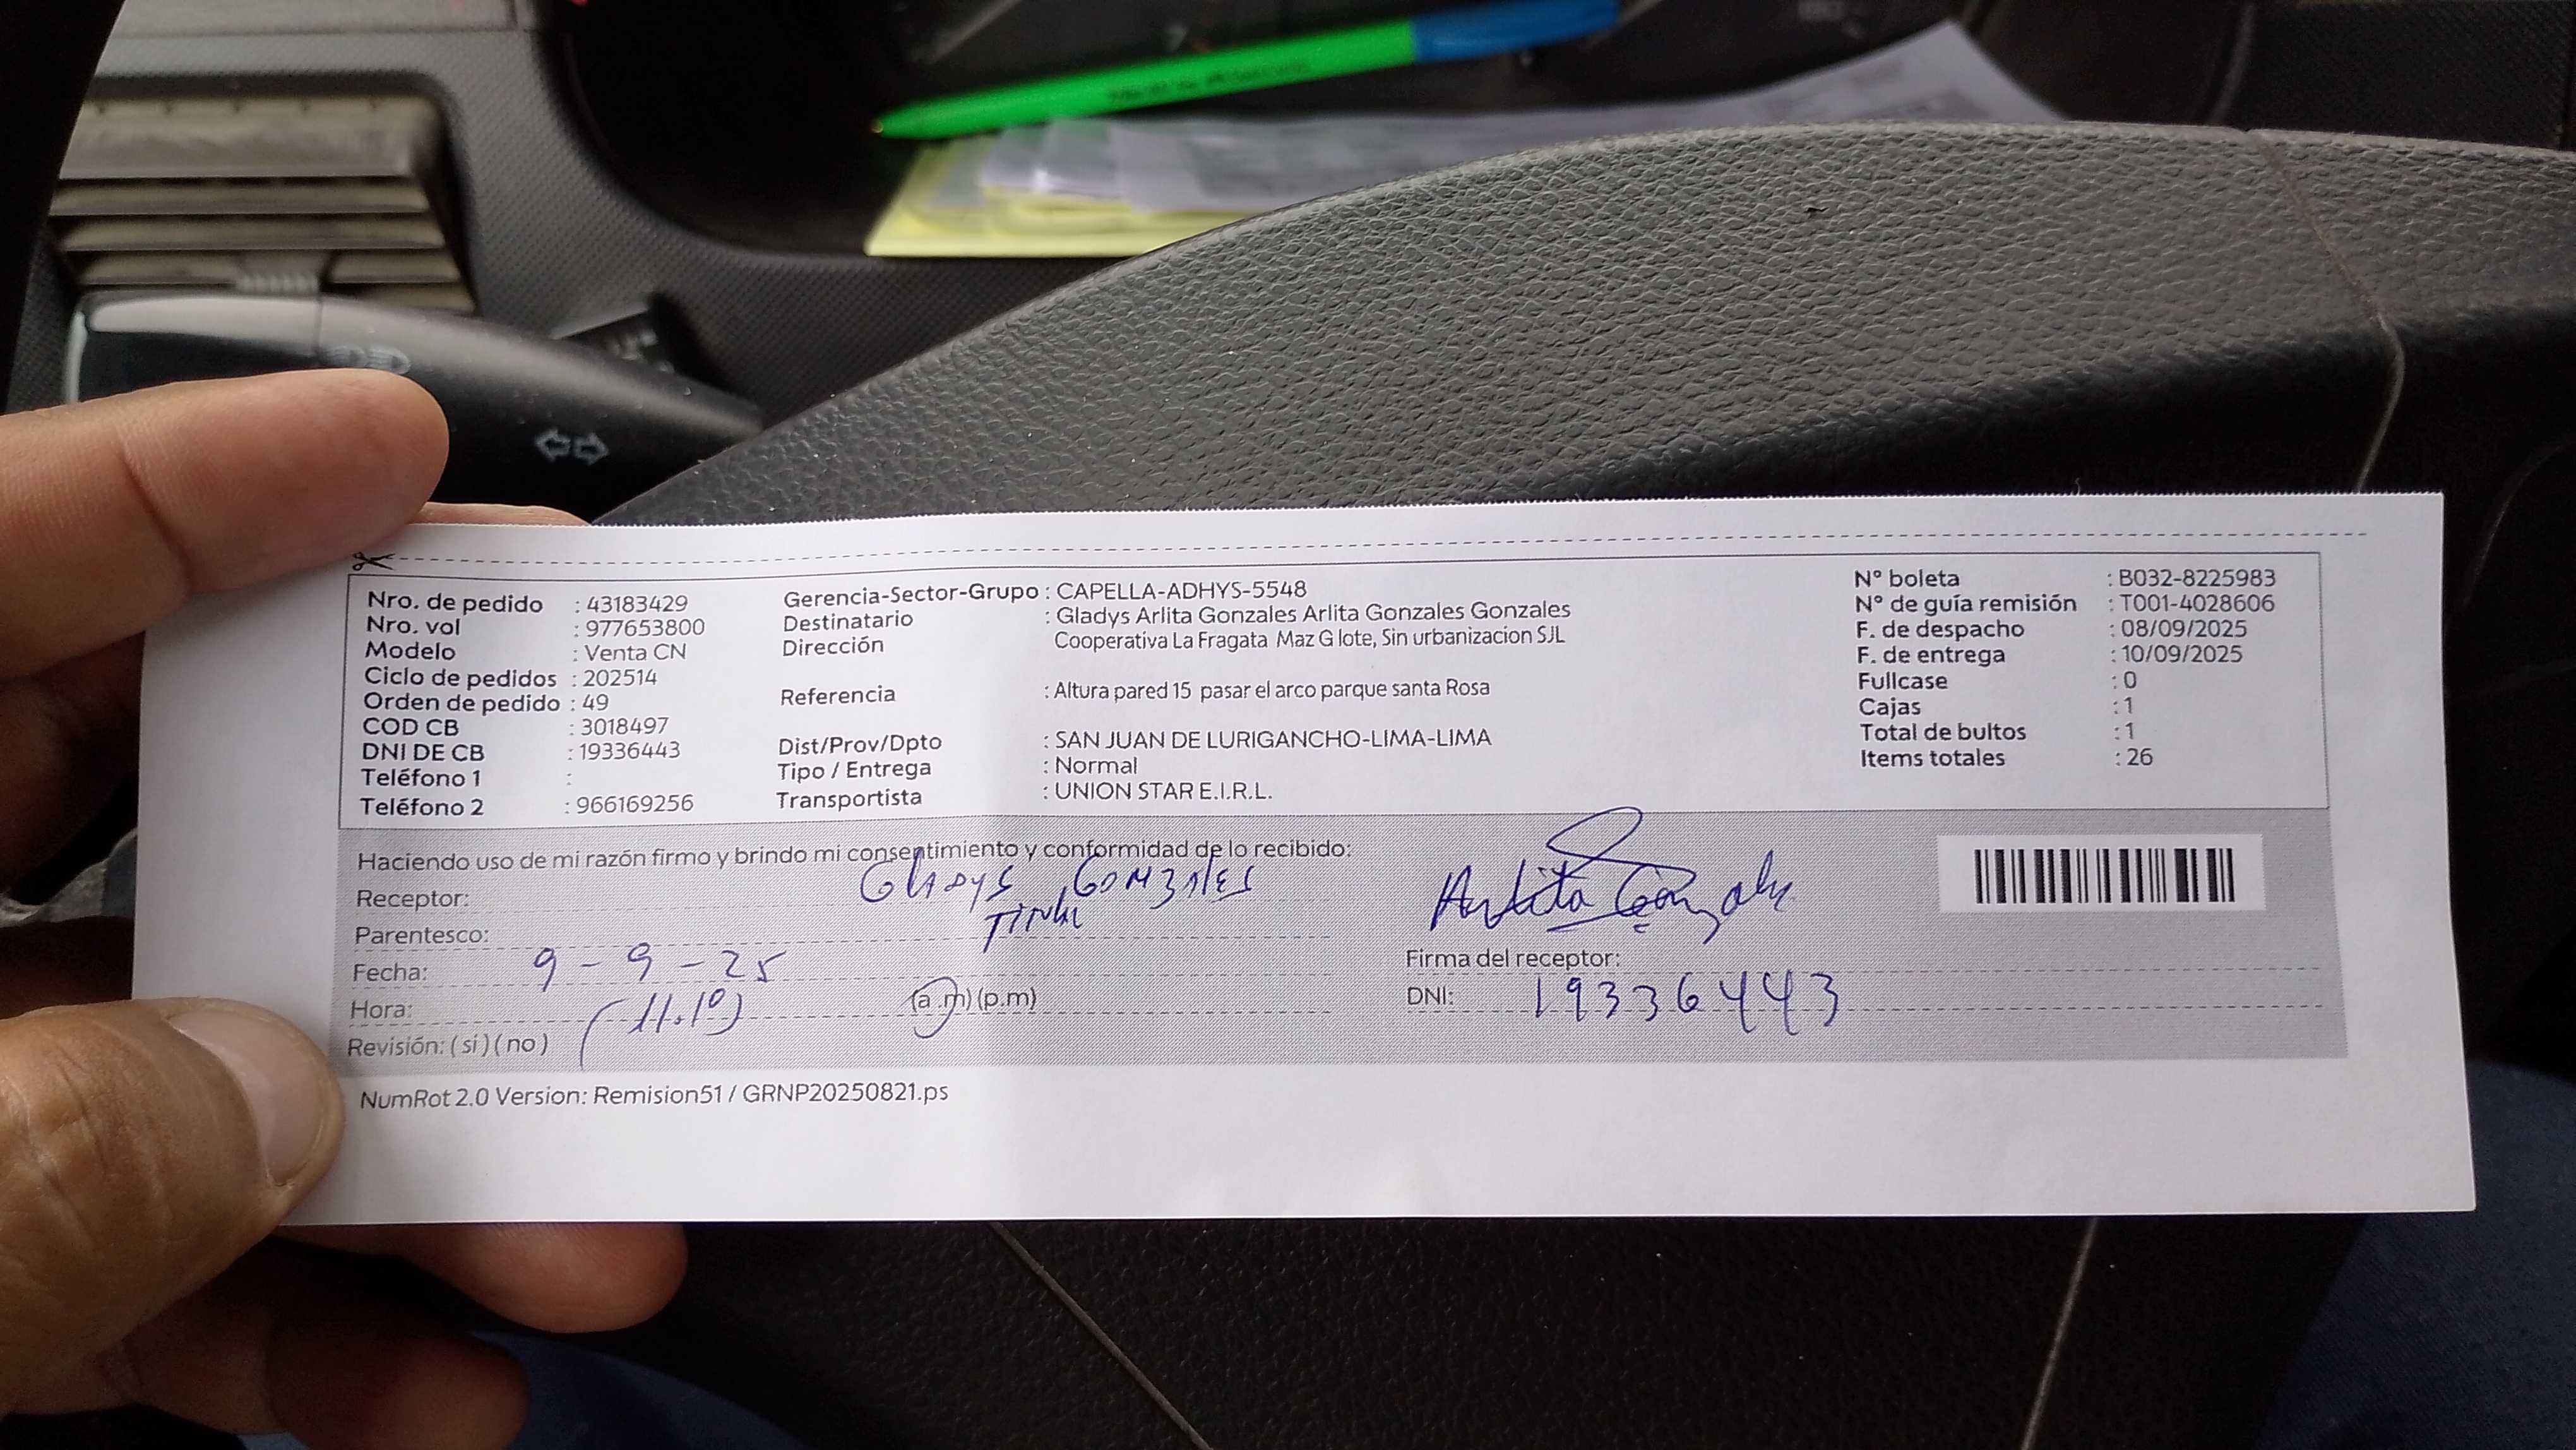 Nro. de pedido : 43183429
Nro. vol : 977653800
Modelo : Venta CN
Ciclo de pedidos : 202514
Orden de pedido : 49
COD CB : 3018497
DNI DE CB : 19336443
Teléfono 1 :
Teléfono 2 : 966169256
Gerencia-Sector-Grupo : CAPELLA-ADHYS-5548
Destinatario : Gladys Arlita Gonzales Arlita Gonzales Gonzales
Dirección Cooperativa La Fragata Maz G lote, Sin urbanizacion SJL
Referencia : Altura pared 15 pasar el arco parque santa Rosa
Dist/Prov/Dpto : SAN JUAN DE LURIGANCHO-LIMA-LIMA
Tipo / Entrega : Normal
Transportista : UNION STAR E.I.R.L.
N° boleta : B032-8225983
N° de guía remisión : T001-4028606
F. de despacho : 08/09/2025
F. de entrega : 10/09/2025
Fullcase : 0
Cajas : 1
Total de bultos : 1
Items totales : 26
Haciendo uso de mi razón firmo y brindo mi consentimiento y conformidad de lo recibido:
Receptor: Gladys Gonzales
Parentesco:
Fecha: 9 - 9 - 25
Hora: (11.10) (a.m) (p.m)
Revisión: ( sí ) ( no )
Arlita Gonzales
Firma del receptor:
DNI: 19336443
NumRot 2.0 Version: Remision51 / GRNP20250821.ps